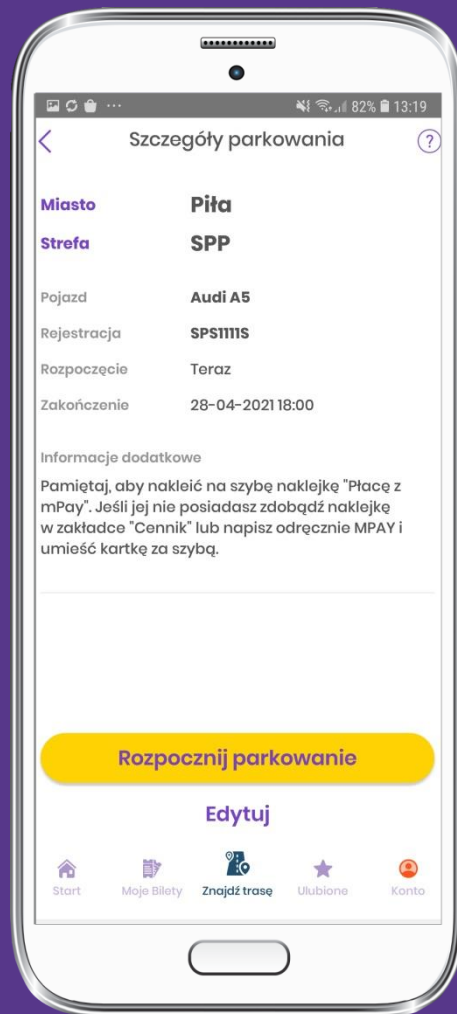 82% 13:19
Szczegóły parkowania ?
Miasto Piła
Strefa SPP
Pojazd Audi A5
Rejestracja SPS1111S
Rozpoczęcie Teraz
Zakończenie 28-04-2021 18:00
Informacje dodatkowe
Pamiętaj, aby nakleić na szybę naklejkę "Płacę z
mPay". Jeśli jej nie posiadasz zdobądź naklejkę
w zakładce "Cennik" lub napisz odręcznie MPAY i
umieść kartkę za szybą.
Rozpocznij parkowanie
Edytuj
Start Moje Bilety Znajdź trasę Ulubione Konto